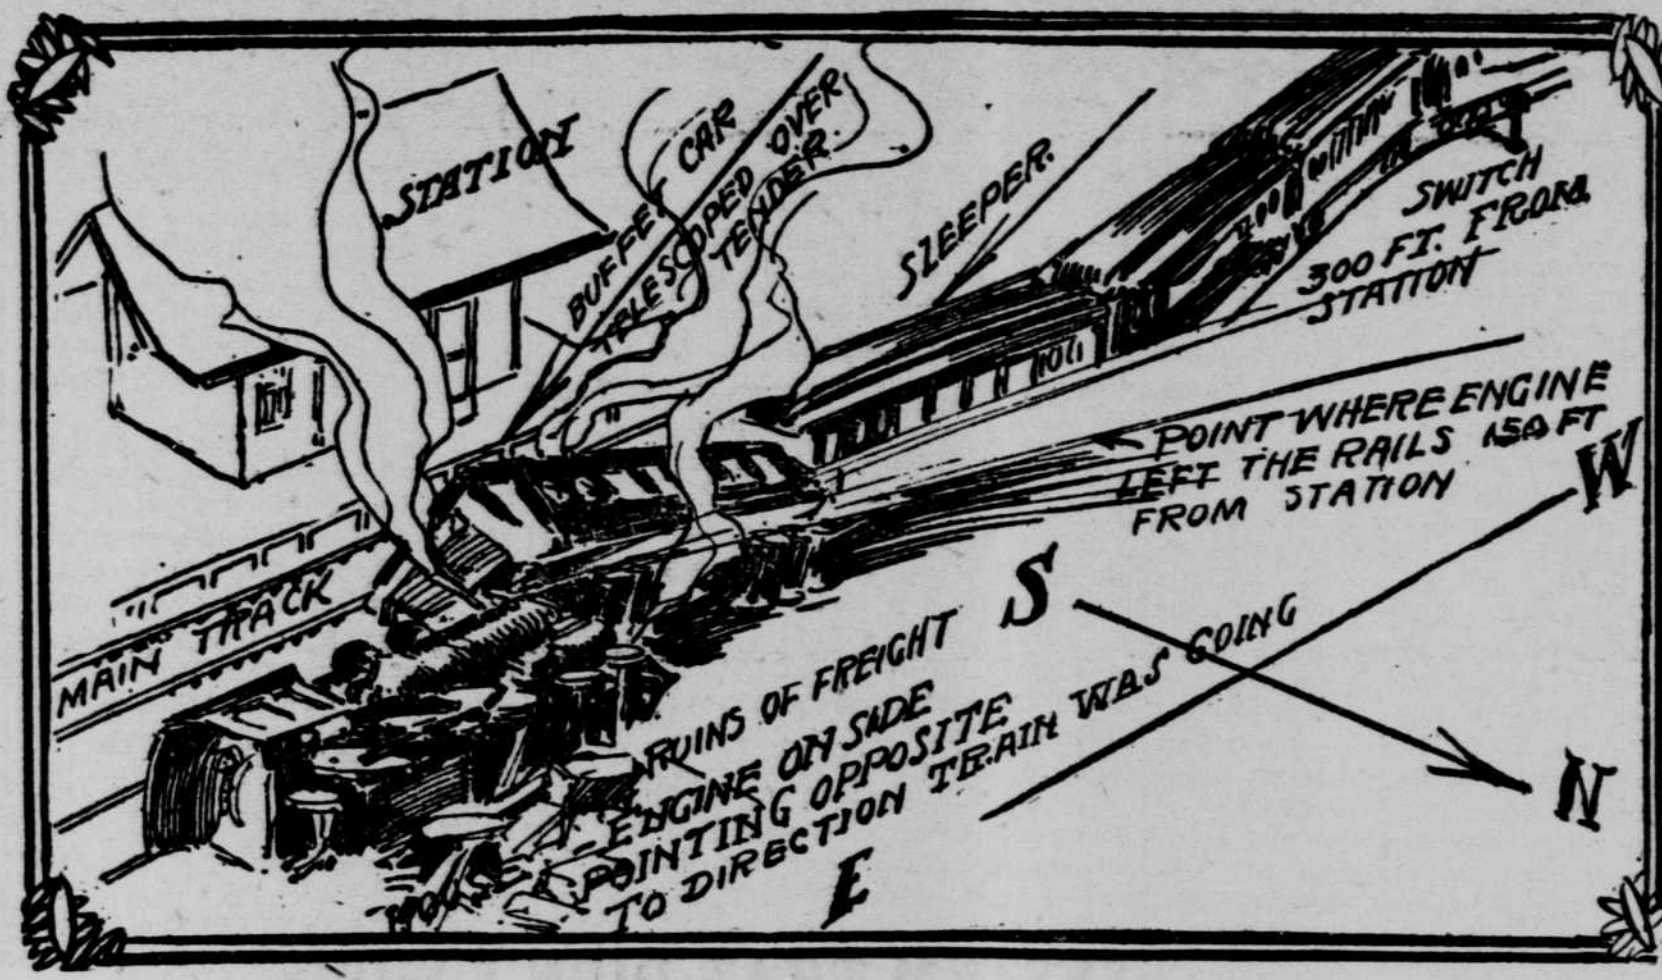 STATION
BUFFET CAR
TELESCOPED OVER
TENDER.
SLEEPER.
SWITCH
300 FT. FROM
STATION
POINT WHERE ENGINE
LEFT THE RAILS 150 FT
FROM STATION
MAIN TRACK
RUINS OF FREIGHT
HOUSE
ENGINE ON SIDE
POINTING OPPOSITE
TO DIRECTION TRAIN WAS GOING
S
W
N
E